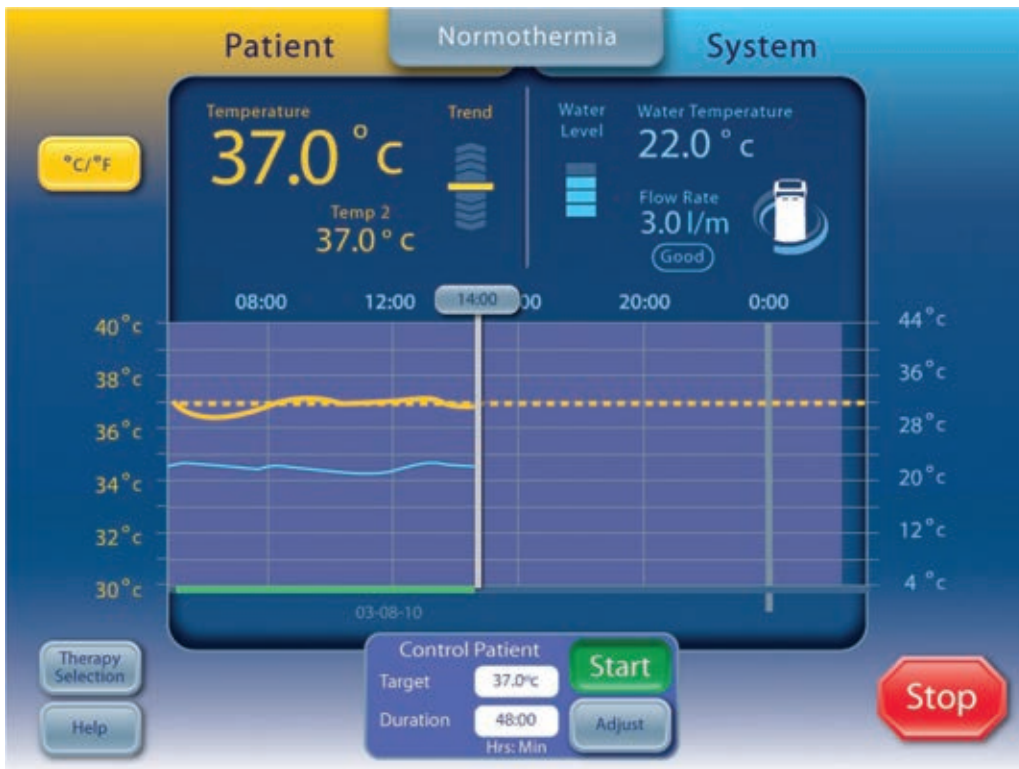 Patient
Normothermia
System
°C/°F
Temperature
37.0°c
Trend
Temp 2
37.0°c
Water
Level
Water Temperature
22.0°c
Flow Rate
3.0 l/m
Good
08:00
12:00
14:00
00
20:00
0:00
40°c
38°c
36°c
34°c
32°c
30°c
44°c
36°c
28°c
20°c
12°c
4°c
03-08-10
Therapy
Selection
Help
Control Patient
Target
37.0°c
Duration
48:00
Hrs: Min
Start
Adjust
Stop